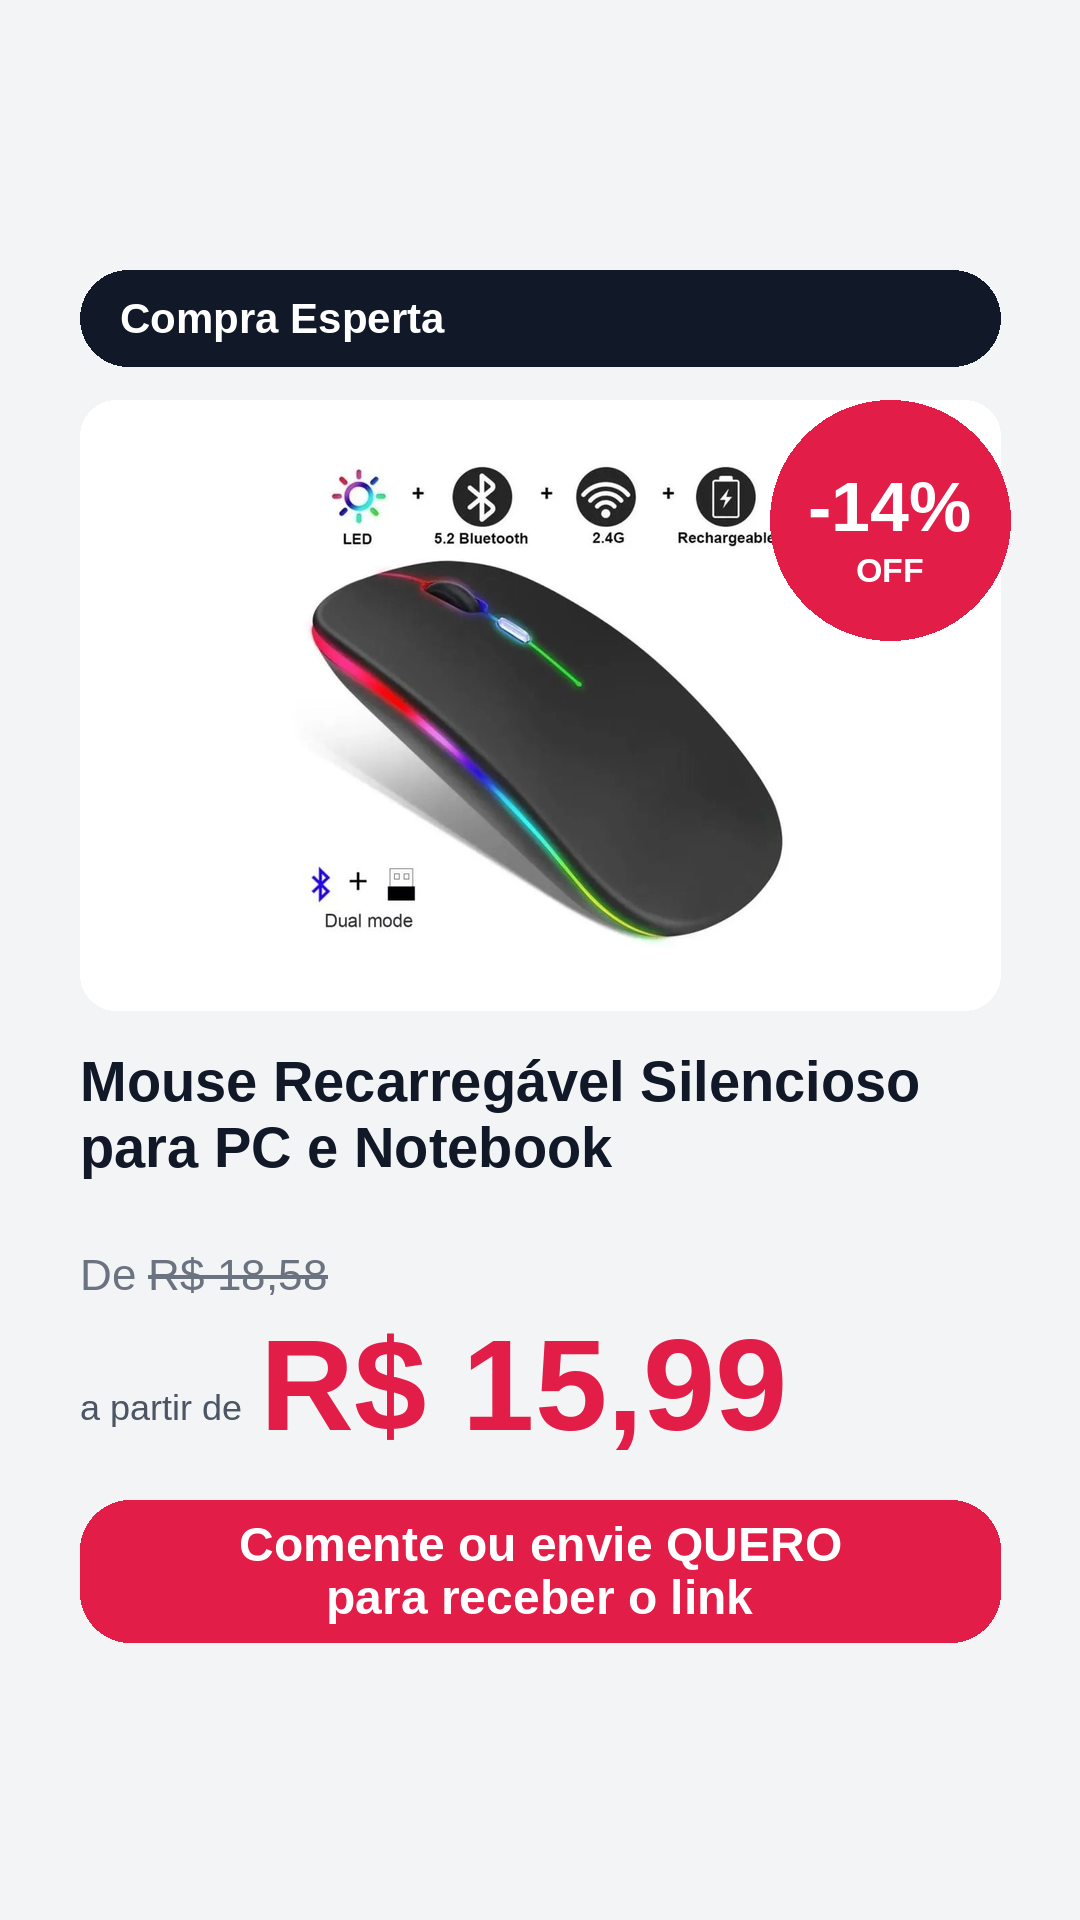 Compra Esperta
-14%
OFF
LED + 5.2 Bluetooth + 2.4G + Rechargeable
+
Dual mode
Mouse Recarregável Silencioso
para PC e Notebook
De R$ 18,58
a partir de R$ 15,99
Comente ou envie QUERO
para receber o link